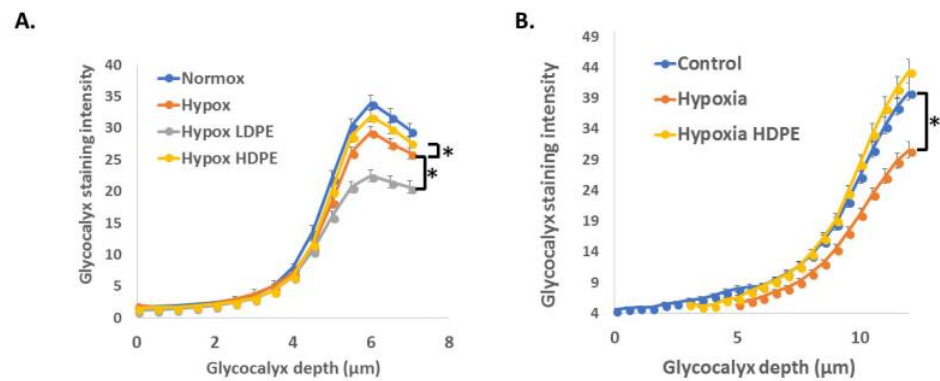 A.
Glycocalyx staining intensity
40
35
30
25
20
15
10
5
0
Normox
Hypox
Hypox LDPE
Hypox HDPE
*
*
0 2 4 6 8
Glycocalyx depth (µm)
B.
Glycocalyx staining intensity
49
44
39
34
29
24
19
14
9
4
Control
Hypoxia
Hypoxia HDPE
*
0 5 10
Glycocalyx depth (µm)